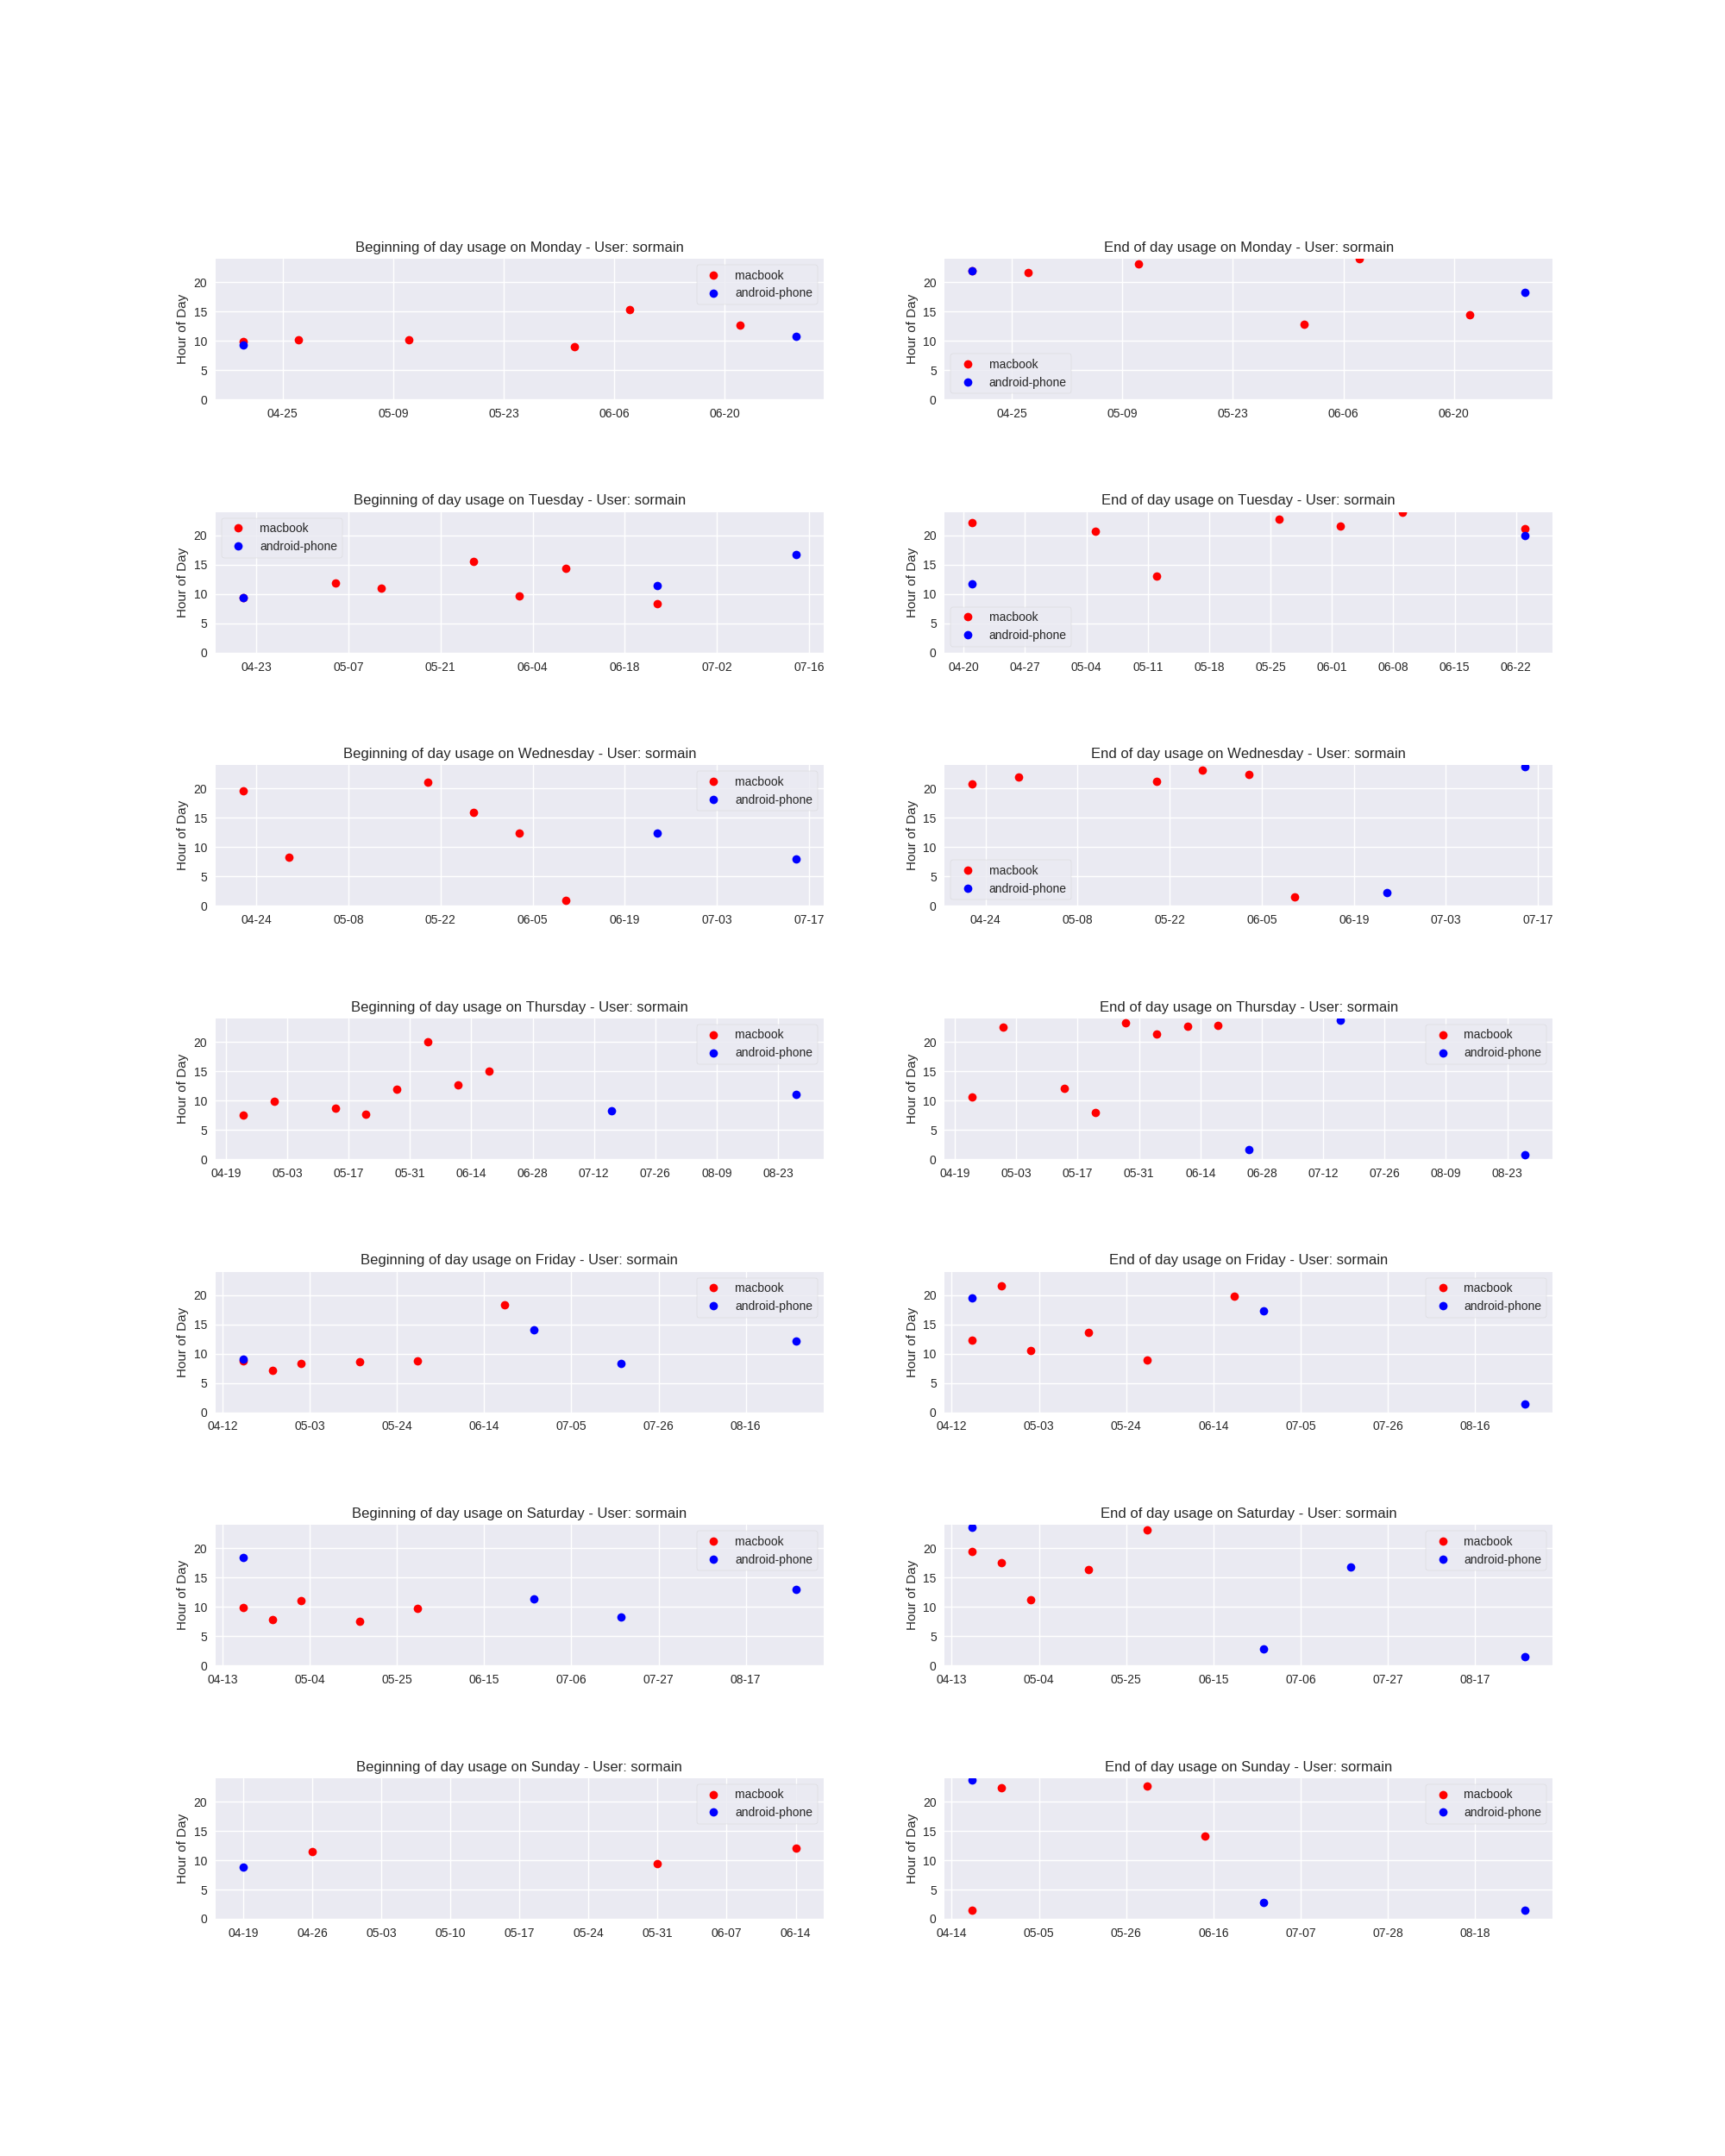 Beginning of day usage on Monday - User: sormain
Hour of Day
20
15
10
5
0
macbook
android-phone
04-25 05-09 05-23 06-06 06-20
End of day usage on Monday - User: sormain
Hour of Day
20
15
10
5
0
macbook
android-phone
04-25 05-09 05-23 06-06 06-20
Beginning of day usage on Tuesday - User: sormain
Hour of Day
20
15
10
5
0
macbook
android-phone
04-23 05-07 05-21 06-04 06-18 07-02 07-16
End of day usage on Tuesday - User: sormain
Hour of Day
20
15
10
5
0
macbook
android-phone
04-20 04-27 05-04 05-11 05-18 05-25 06-01 06-08 06-15 06-22
Beginning of day usage on Wednesday - User: sormain
Hour of Day
20
15
10
5
0
macbook
android-phone
04-24 05-08 05-22 06-05 06-19 07-03 07-17
End of day usage on Wednesday - User: sormain
Hour of Day
20
15
10
5
0
macbook
android-phone
04-24 05-08 05-22 06-05 06-19 07-03 07-17
Beginning of day usage on Thursday - User: sormain
Hour of Day
20
15
10
5
0
macbook
android-phone
04-19 05-03 05-17 05-31 06-14 06-28 07-12 07-26 08-09 08-23
End of day usage on Thursday - User: sormain
Hour of Day
20
15
10
5
0
macbook
android-phone
04-19 05-03 05-17 05-31 06-14 06-28 07-12 07-26 08-09 08-23
Beginning of day usage on Friday - User: sormain
Hour of Day
20
15
10
5
0
macbook
android-phone
04-12 05-03 05-24 06-14 07-05 07-26 08-16
End of day usage on Friday - User: sormain
Hour of Day
20
15
10
5
0
macbook
android-phone
04-12 05-03 05-24 06-14 07-05 07-26 08-16
Beginning of day usage on Saturday - User: sormain
Hour of Day
20
15
10
5
0
macbook
android-phone
04-13 05-04 05-25 06-15 07-06 07-27 08-17
End of day usage on Saturday - User: sormain
Hour of Day
20
15
10
5
0
macbook
android-phone
04-13 05-04 05-25 06-15 07-06 07-27 08-17
Beginning of day usage on Sunday - User: sormain
Hour of Day
20
15
10
5
0
macbook
android-phone
04-19 04-26 05-03 05-10 05-17 05-24 05-31 06-07 06-14
End of day usage on Sunday - User: sormain
Hour of Day
20
15
10
5
0
macbook
android-phone
04-14 05-05 05-26 06-16 07-07 07-28 08-18